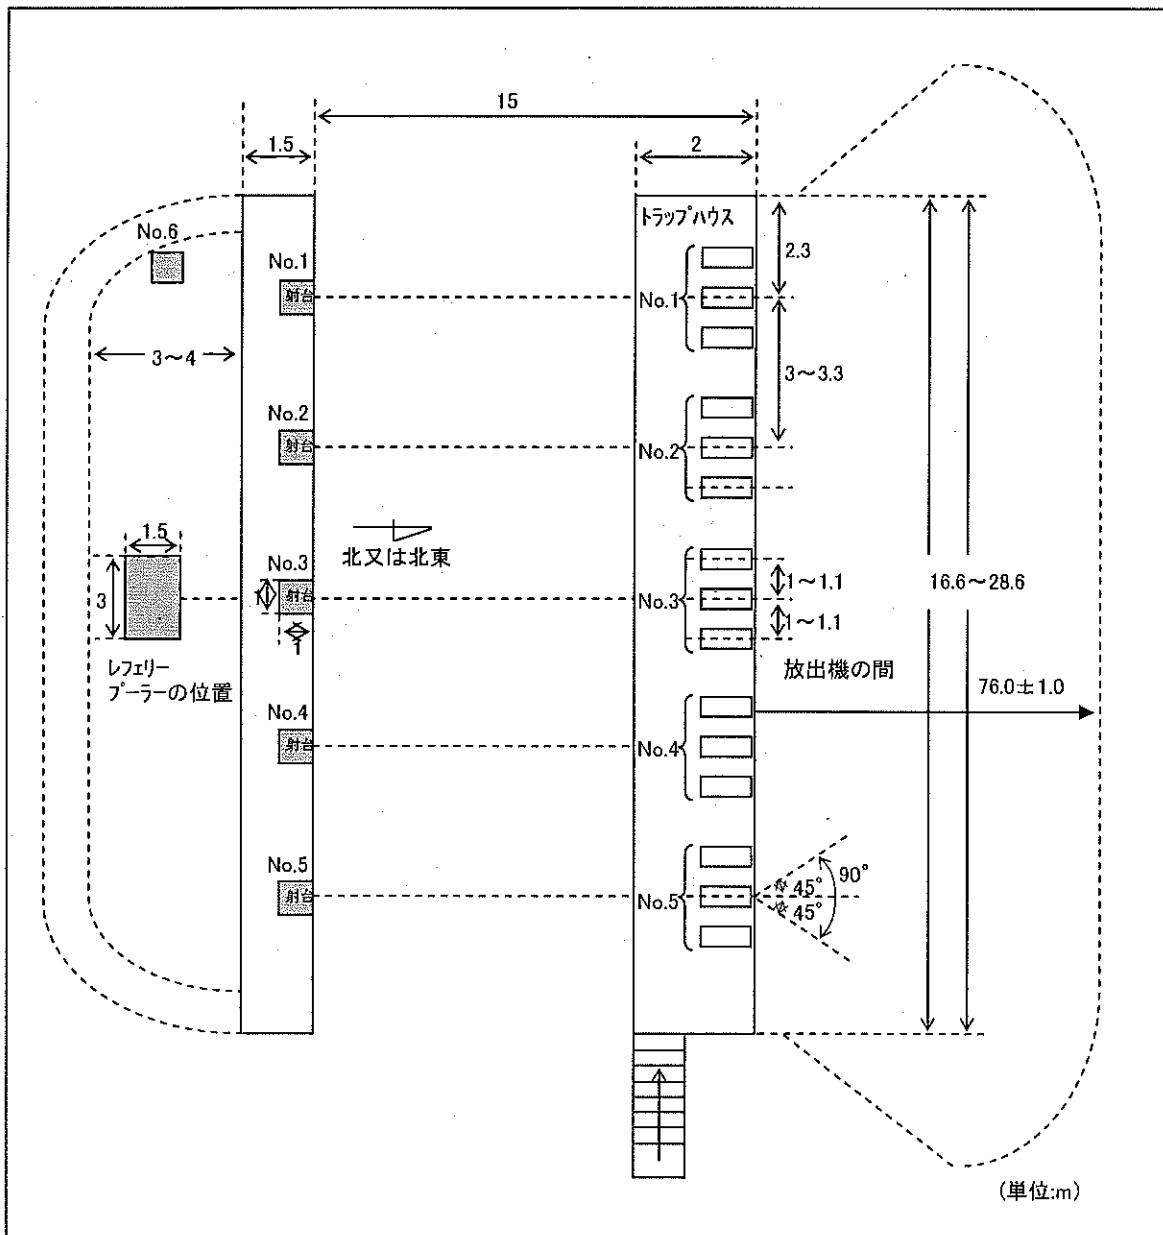 15
1.5
2
トラップハウス
No.6
No.1
射台
No.1
2.3
3～4
3～3.3
No.2
射台
No.2
北又は北東
1.5
3
No.3
1
射台
1
No.3
1～1.1
1～1.1
16.6～28.6
レフェリー
プーラーの位置
放出機の間
76.0±1.0
No.4
射台
No.4
No.5
射台
No.5
45°
45°
90°
(単位:m)